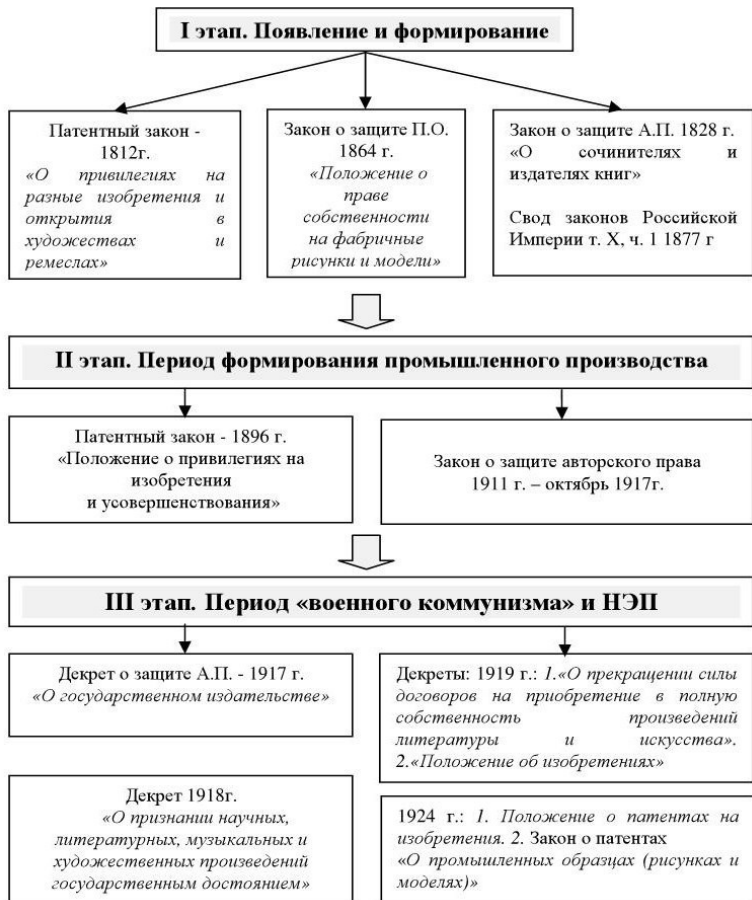 I этап. Появление и формирование
Патентный закон -
1812г.
«О привилегиях на
разные изобретения и
открытия в
художествах и
ремеслах»
Закон о защите П.О.
1864 г.
«Положение о
праве
собственности
на фабричные
рисунки и модели»
Закон о защите А.П. 1828 г.
«О сочинителях и
издателях книг»
Свод законов Российской
Империи т. X, ч. 1 1877 г
II этап. Период формирования промышленного производства
Патентный закон - 1896 г.
«Положение о привилегиях на
изобретения
и усовершенствования»
Закон о защите авторского права
1911 г. – октябрь 1917г.
III этап. Период «военного коммунизма» и НЭП
Декрет о защите А.П. - 1917 г.
«О государственном издательстве»
Декреты: 1919 г.: 1.«О прекращении силы
договоров на приобретение в полную
собственность произведений
литературы и искусства».
2.«Положение об изобретениях»
Декрет 1918г.
«О признании научных,
литературных, музыкальных и
художественных произведений
государственным достоянием»
1924 г.: 1. Положение о патентах на
изобретения. 2. Закон о патентах
«О промышленных образцах (рисунках и
моделях)»